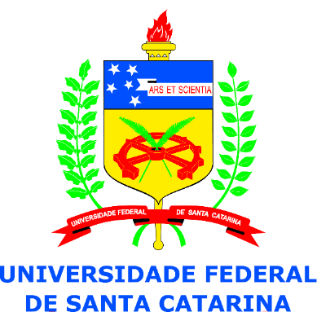 ARS ET SCIENTIA
UNIVERSIDADE FEDERAL DE SANTA CATARINA
UNIVERSIDADE FEDERAL
DE SANTA CATARINA